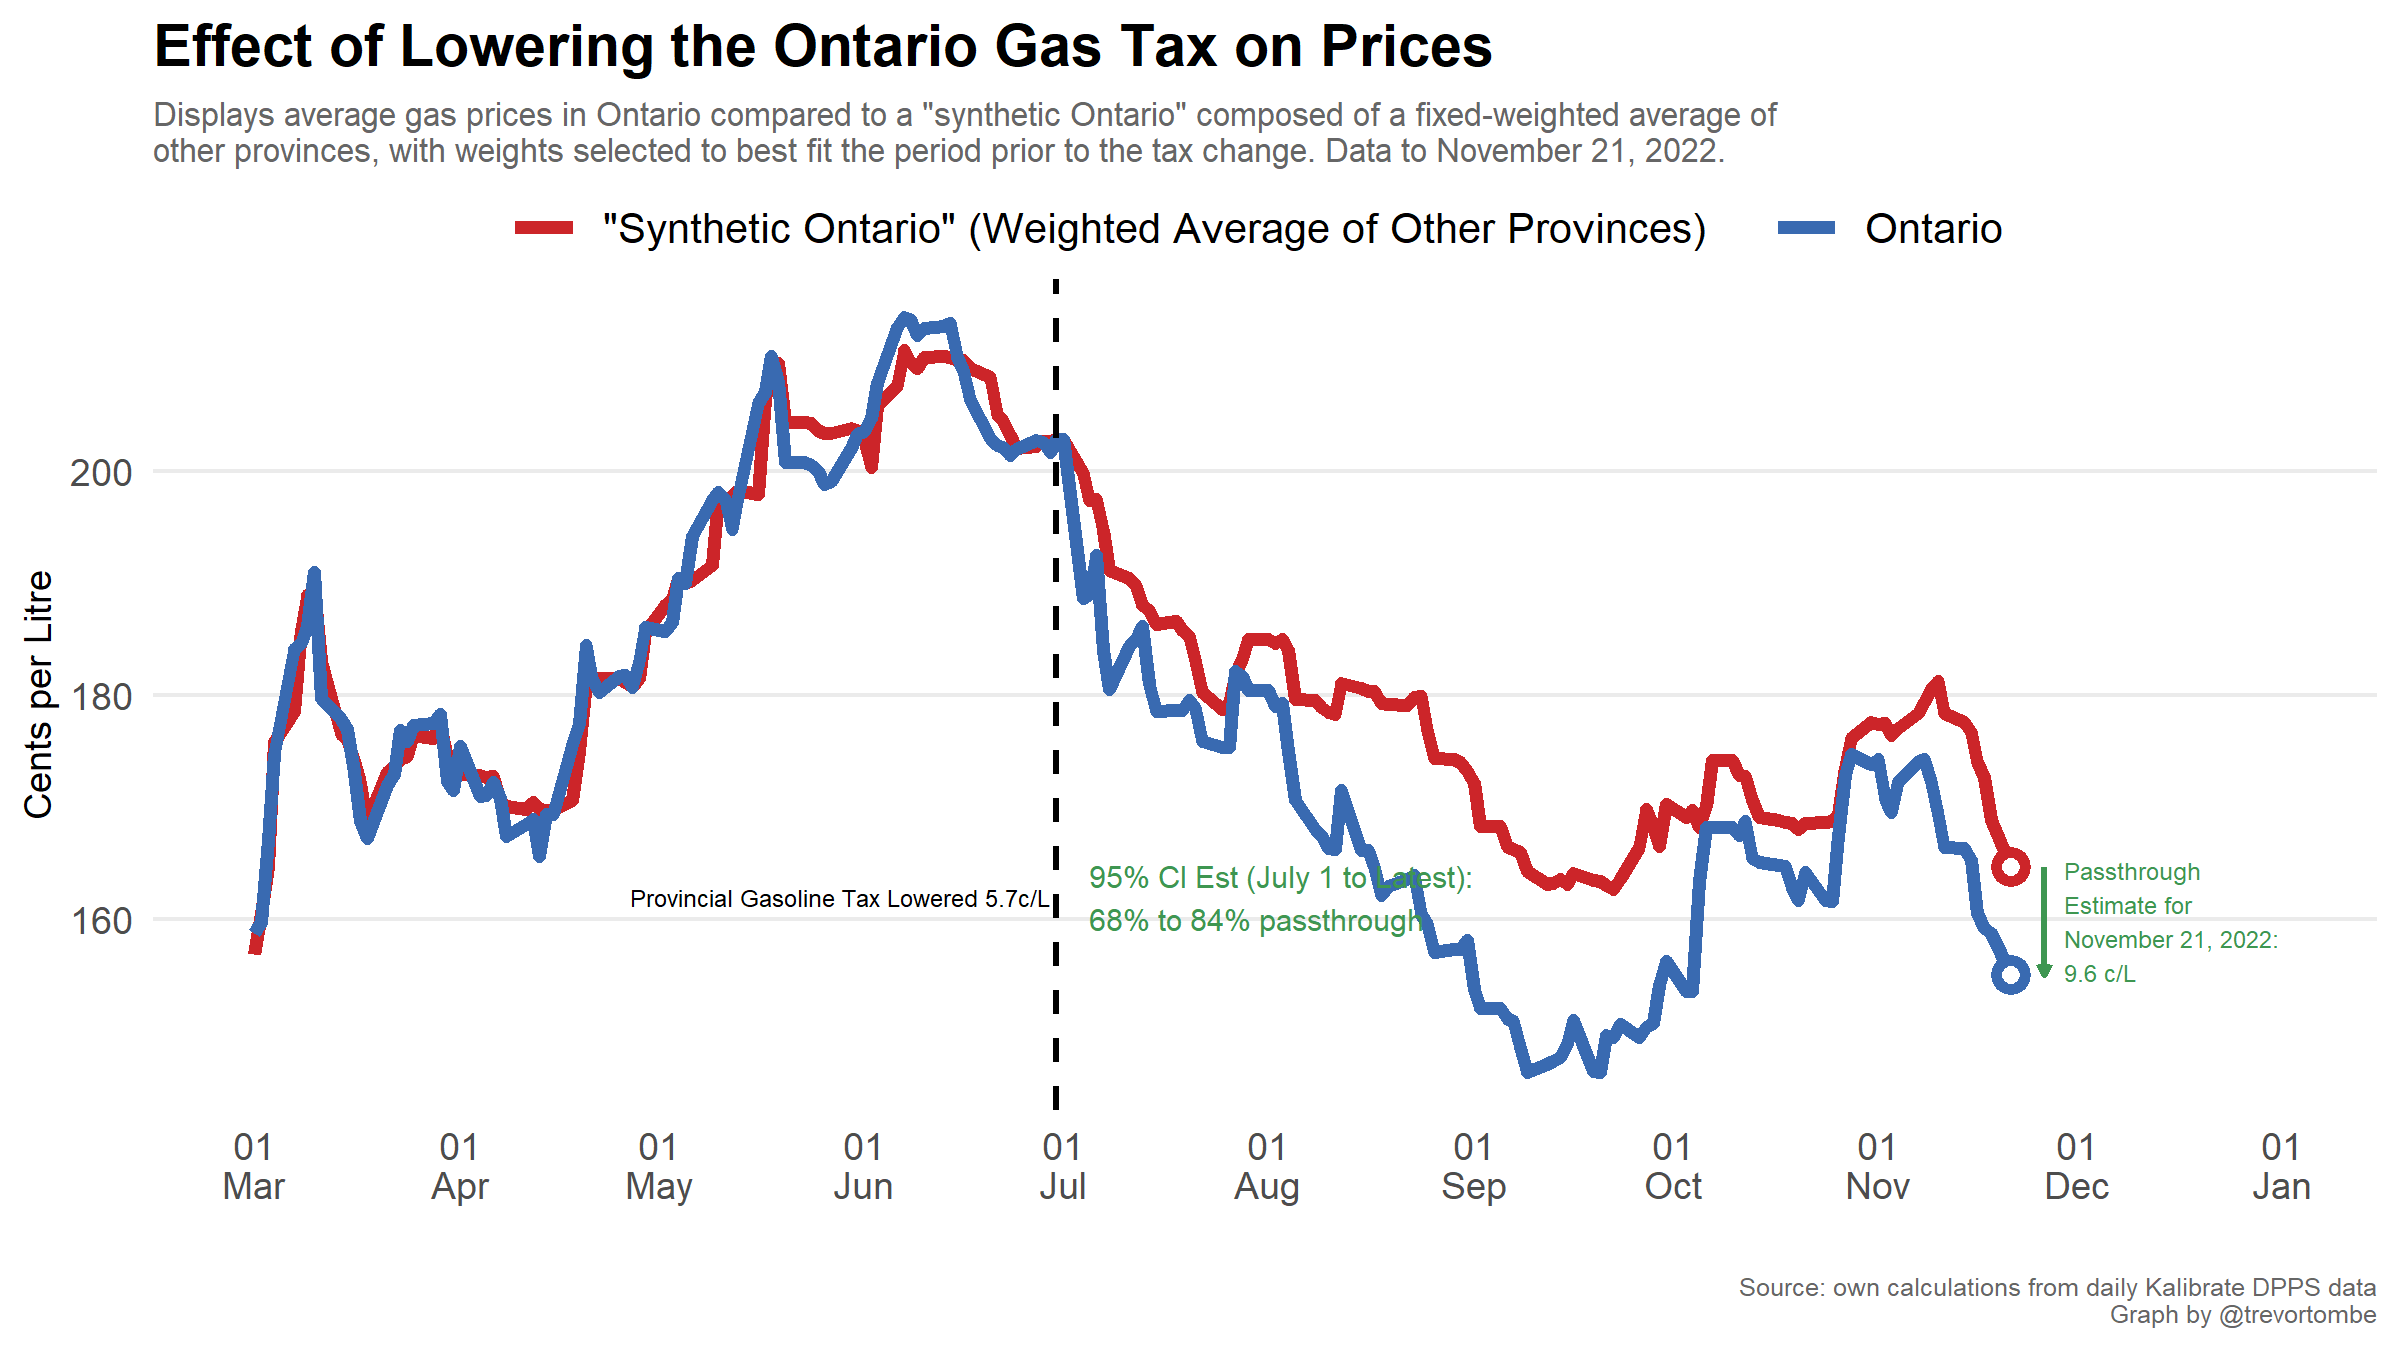 Effect of Lowering the Ontario Gas Tax on Prices
Displays average gas prices in Ontario compared to a "synthetic Ontario" composed of a fixed-weighted average of
other provinces, with weights selected to best fit the period prior to the tax change. Data to November 21, 2022.
"Synthetic Ontario" (Weighted Average of Other Provinces)
Ontario
Cents per Litre
200
180
160
Provincial Gasoline Tax Lowered 5.7c/L
95% CI Est (July 1 to Latest):
68% to 84% passthrough
Passthrough
Estimate for
November 21, 2022:
9.6 c/L
01
Mar
01
Apr
01
May
01
Jun
01
Jul
01
Aug
01
Sep
01
Oct
01
Nov
01
Dec
01
Jan
Source: own calculations from daily Kalibrate DPPS data
Graph by @trevortombe